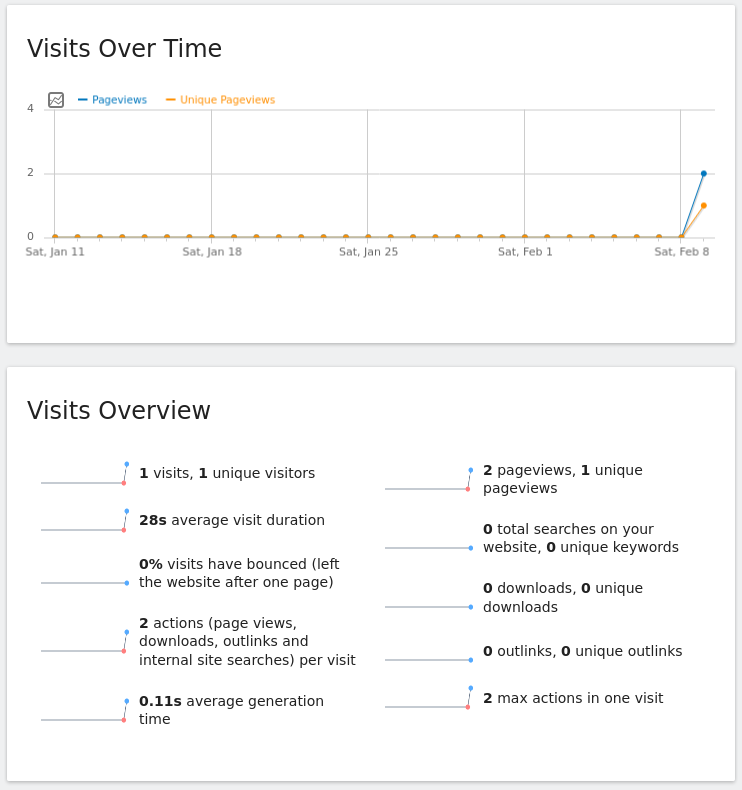 Visits Over Time
Pageviews Unique Pageviews
4
2
0
Sat, Jan 11 Sat, Jan 18 Sat, Jan 25 Sat, Feb 1 Sat, Feb 8
Visits Overview
1 visits, 1 unique visitors
28s average visit duration
0% visits have bounced (left
the website after one page)
2 actions (page views,
downloads, outlinks and
internal site searches) per visit
0.11s average generation
time
2 pageviews, 1 unique
pageviews
0 total searches on your
website, 0 unique keywords
0 downloads, 0 unique
downloads
0 outlinks, 0 unique outlinks
2 max actions in one visit